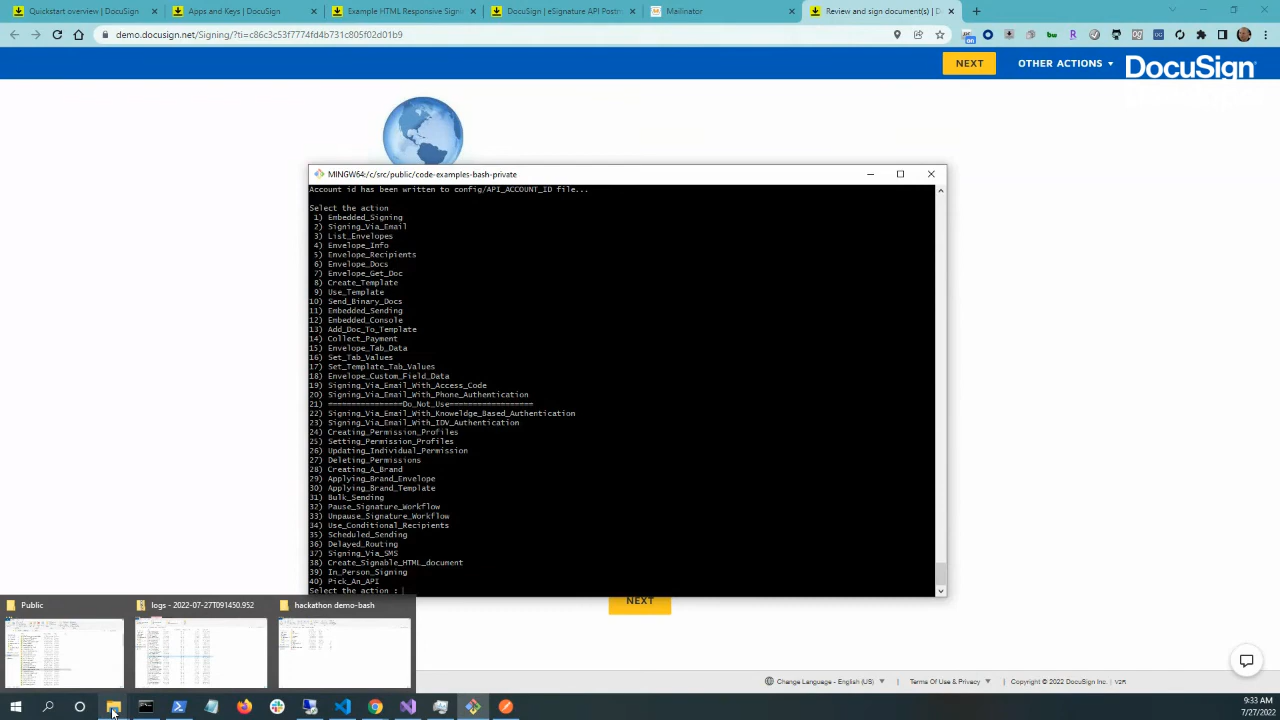 Quickstart overview | DocuSign
Apps and Keys | DocuSign
Example HTML Responsive Signi
DocuSign | eSignature API Postm
Mailinator
Review and sign document(s) |
demo.docusign.net/Signing/?ti=c86c3c53f7774fd4b731c805f02d01b9
NEXT
OTHER ACTIONS
DocuSign
MINGW64:/c/src/public/code-examples-bash-private
Account id has been written to config/API_ACCOUNT_ID file...
Select the action
1) Embedded_Signing
2) Signing_Via_Email
3) List_Envelopes
4) Envelope_Info
5) Envelope_Recipients
6) Envelope_Docs
7) Envelope_Get_Doc
8) Create_Template
9) Use_Template
10) Send_Binary_Docs
11) Embedded_Sending
12) Embedded_Console
13) Add_Doc_To_Template
14) Collect_Payment
15) Envelope_Tab_Data
16) Set_Tab_Values
17) Set_Template_Tab_Values
18) Envelope_Custom_Field_Data
19) Signing_Via_Email_With_Access_Code
20) Signing_Via_Email_With_Phone_Authentication
21) ================Do_Not_Use==================
22) Signing_Via_Email_With_Knoweldge_Based_Authentication
23) Signing_Via_Email_With_IDV_Authentication
24) Creating_Permission_Profiles
25) Setting_Permission_Profiles
26) Updating_Individual_Permission
27) Deleting_Permissions
28) Creating_A_Brand
29) Applying_Brand_Envelope
30) Applying_Brand_Template
31) Bulk_Sending
32) Pause_Signature_Workflow
33) Unpause_Signature_Workflow
34) Use_Conditional_Recipients
35) Scheduled_Sending
36) Delayed_Routing
37) Signing_Via_SMS
38) Create_Signable_HTML_document
39) In_Person_Signing
40) Pick_An_API
Select the action :
NEXT
Public
logs - 2022-07-27T091450.952
hackathon demo-bash
Change Language - English (US)
Terms Of Use & Privacy
Copyright © 2022 DocuSign Inc. | V2R
9:33 AM
7/27/2022